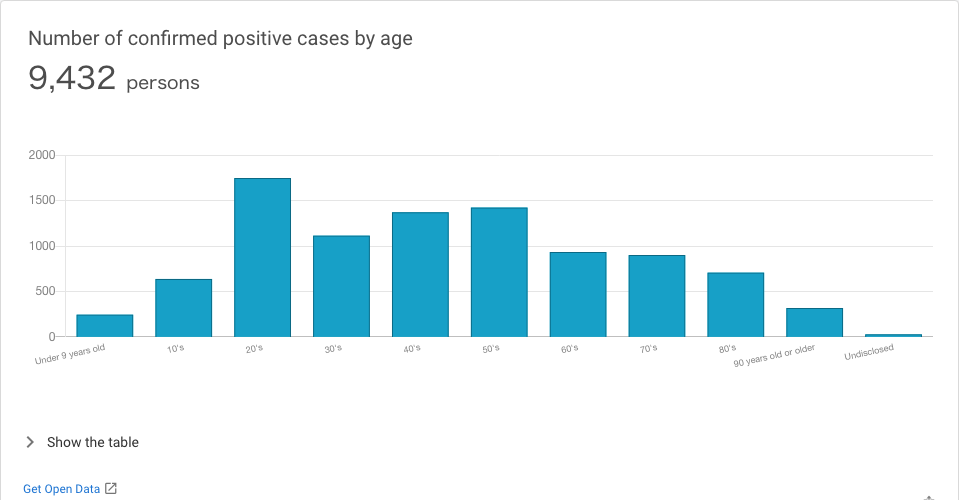 Number of confirmed positive cases by age
9,432 persons
2000
1500
1000
500
0
Under 9 years old
10's
20's
30's
40's
50's
60's
70's
80's
90 years old or older
Undisclosed
Show the table
Get Open Data